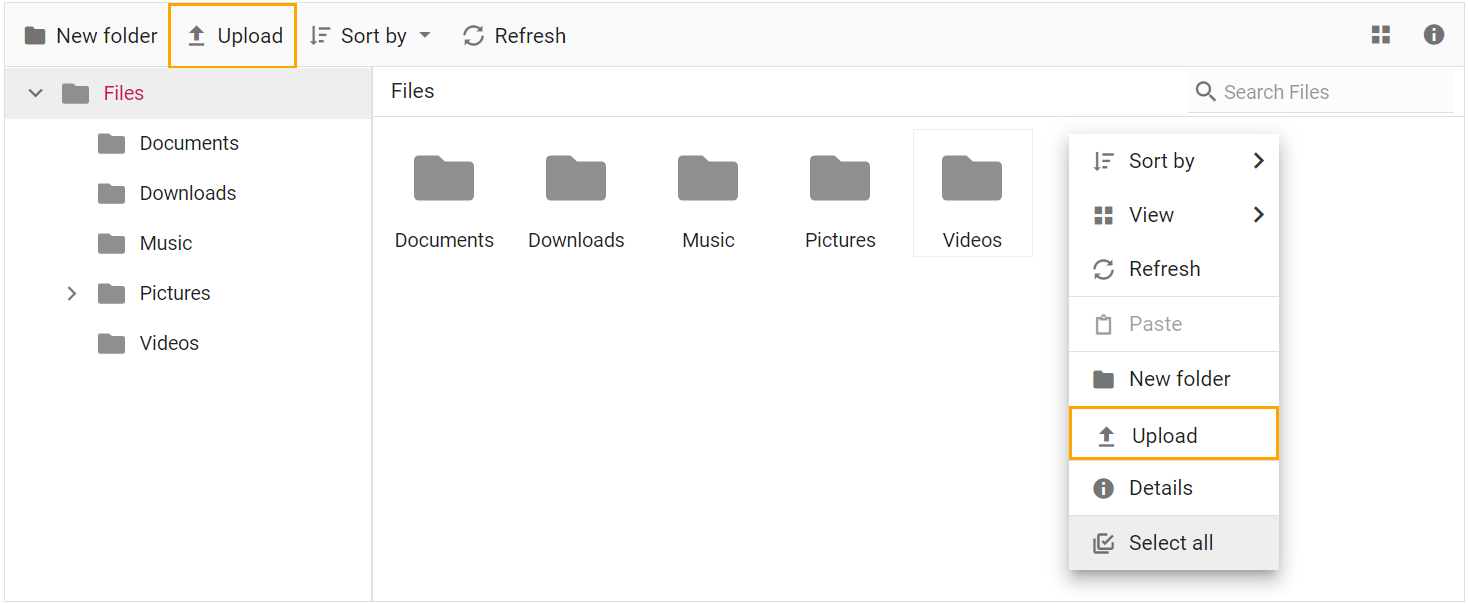 New folder Upload Sort by Refresh
Files
Documents
Downloads
Music
Pictures
Videos
Files
Search Files
Documents Downloads Music Pictures Videos
Sort by
View
Refresh
Paste
New folder
Upload
Details
Select all